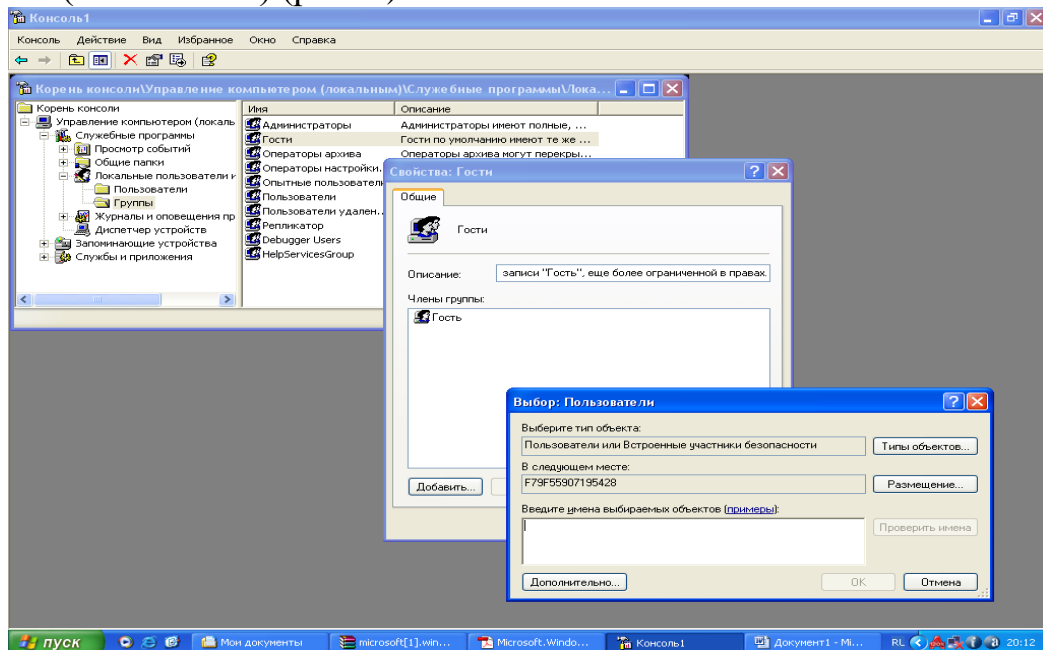 Консоль1
Консоль Действие Вид Избранное Окно Справка
Корень консоли\Управление компьютером (локальным)\Служебные программы\Лока...
Корень консоли
Управление компьютером (локаль
Служебные программы
Просмотр событий
Общие папки
Локальные пользователи и
Пользователи
Группы
Журналы и оповещения пр
Диспетчер устройств
Запоминающие устройства
Службы и приложения
Имя Описание
Администраторы Администраторы имеют полные, ...
Гости Гости по умолчанию имеют те же ...
Операторы архива Операторы архива могут перекры...
Операторы настройки.
Опытные пользовател
Пользователи
Пользователи удален..
Репликатор
Debugger Users
HelpServicesGroup
Свойства: Гости
Общие
Гости
Описание: записи "Гость", еще более ограниченной в правах.
Члены группы:
Гость
Добавить...
Выбор: Пользователи
Выберите тип объекта:
Пользователи или Встроенные участники безопасности Типы объектов...
В следующем месте:
F79F55907195428 Размещение...
Введите имена выбираемых объектов (примеры):
Проверить имена
Дополнительно... OK Отмена
пуск Мои документы microsoft[1].win... Microsoft.Windo... Консоль1 Документ1 - Mi... RL 20:12